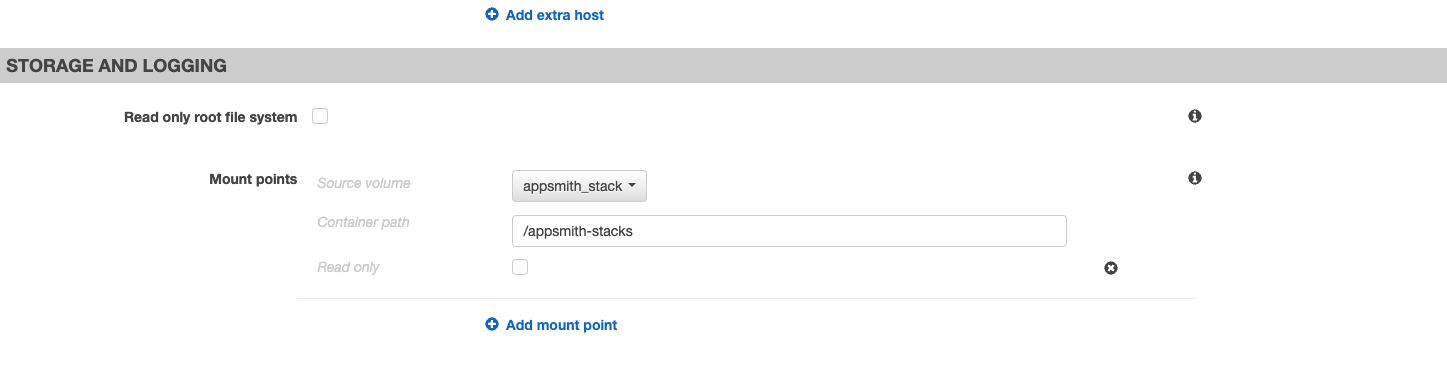 Add extra host
STORAGE AND LOGGING
Read only root file system
Mount points
Source volume
appsmith_stack
Container path
/appsmith-stacks
Read only
Add mount point